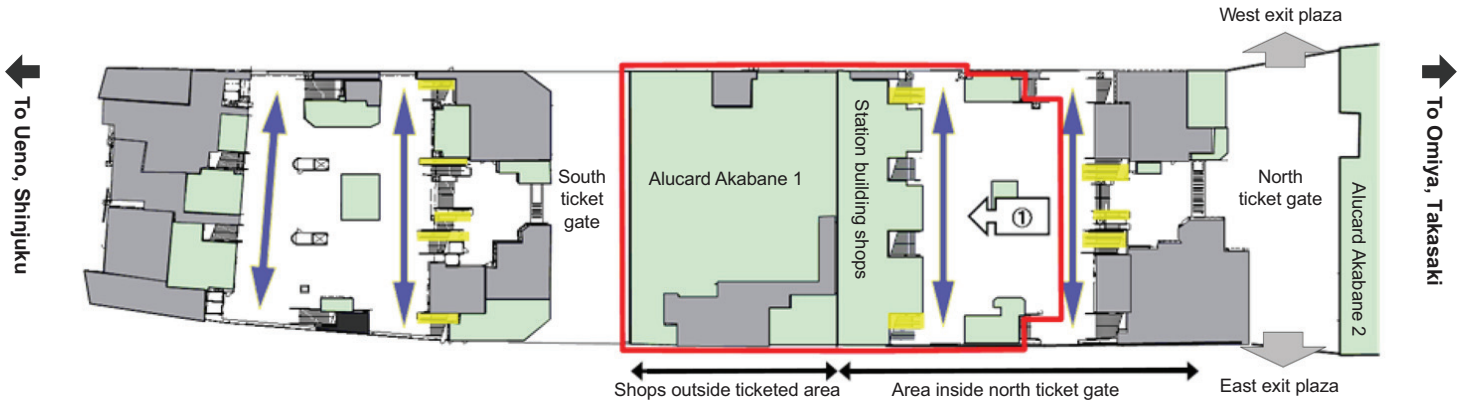 West exit plaza
To Ueno, Shinjuku
South
ticket
gate
Alucard Akabane 1
Station building shops
①
North
ticket gate
Alucard Akabane 2
To Omiya, Takasaki
Shops outside ticketed area
Area inside north ticket gate
East exit plaza